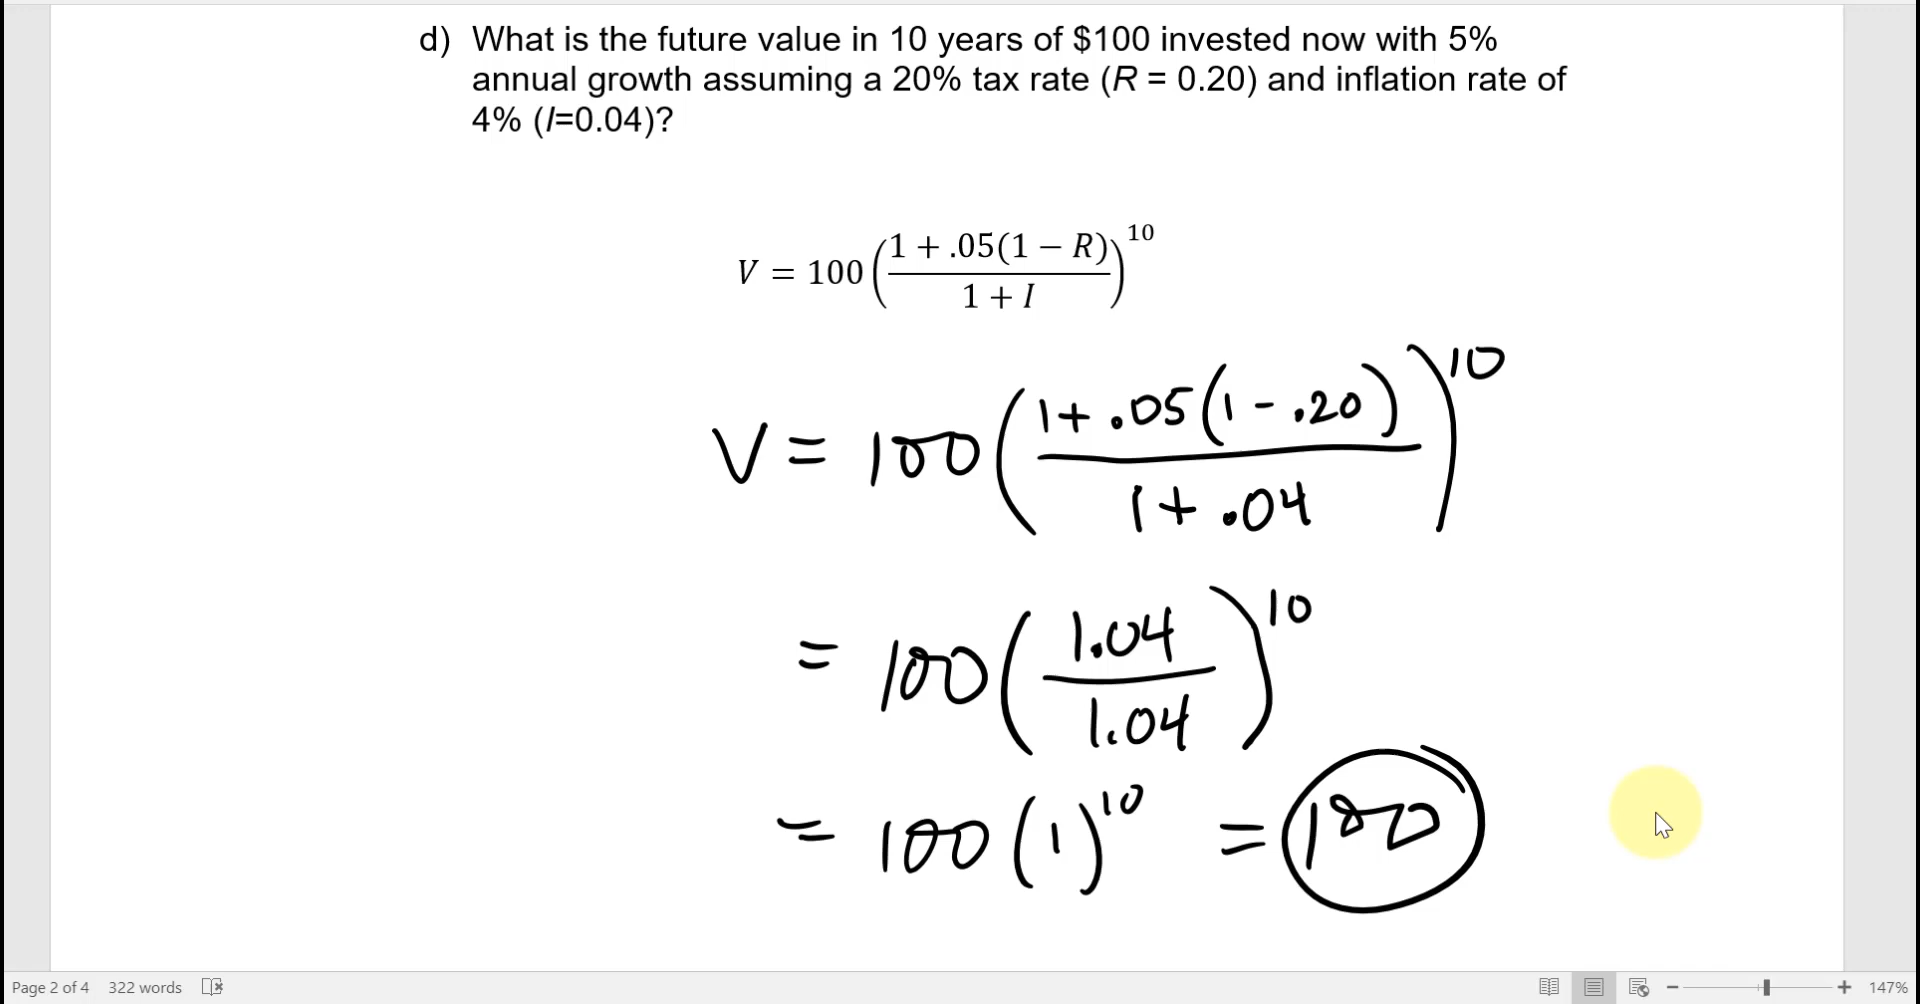 d) What is the future value in 10 years of $100 invested now with 5%
annual growth assuming a 20% tax rate (R = 0.20) and inflation rate of
4% (I=0.04)?
V = 100 ((1 + .05(1 − R))/(1 + I))^10
V = 100 ((1 + .05(1 - .20))/(1 + .04))^10
= 100 (1.04/1.04)^10
= 100 (1)^10 = 100
Page 2 of 4 322 words 147%